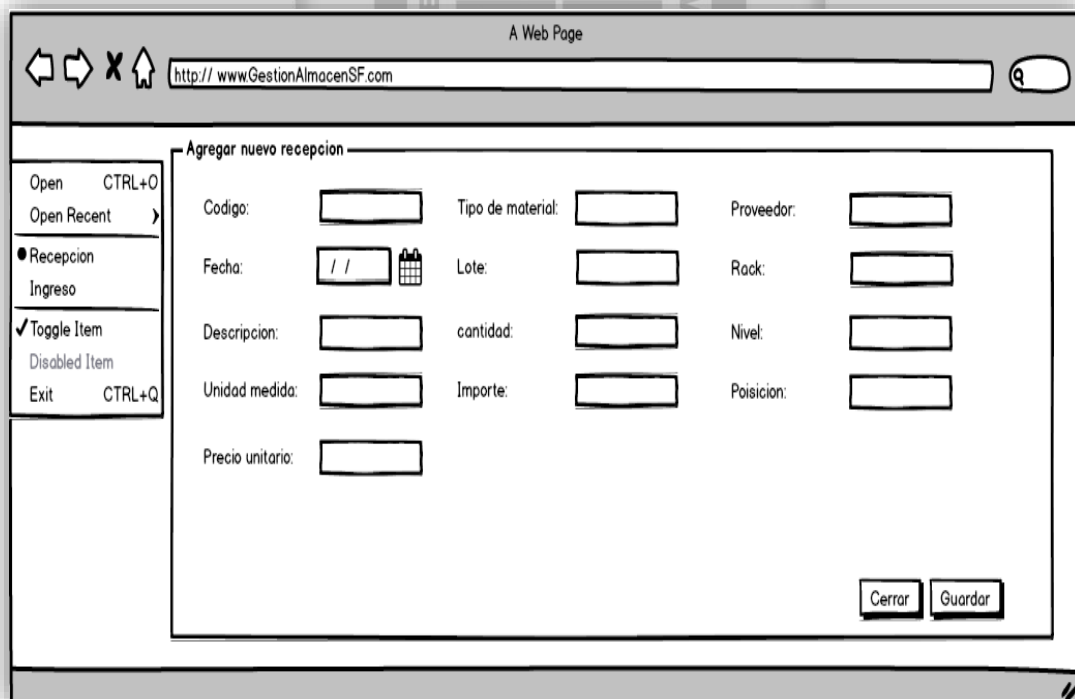 A Web Page
http:// www.GestionAlmacenSF.com
Open CTRL+O
Open Recent
Recepcion
Ingreso
Toggle Item
Disabled Item
Exit CTRL+Q
Agregar nuevo recepcion
Codigo: Tipo de material: Proveedor:
Fecha: / / Lote: Rack:
Descripcion: cantidad: Nivel:
Unidad medida: Importe: Poisicion:
Precio unitario:
Cerrar Guardar